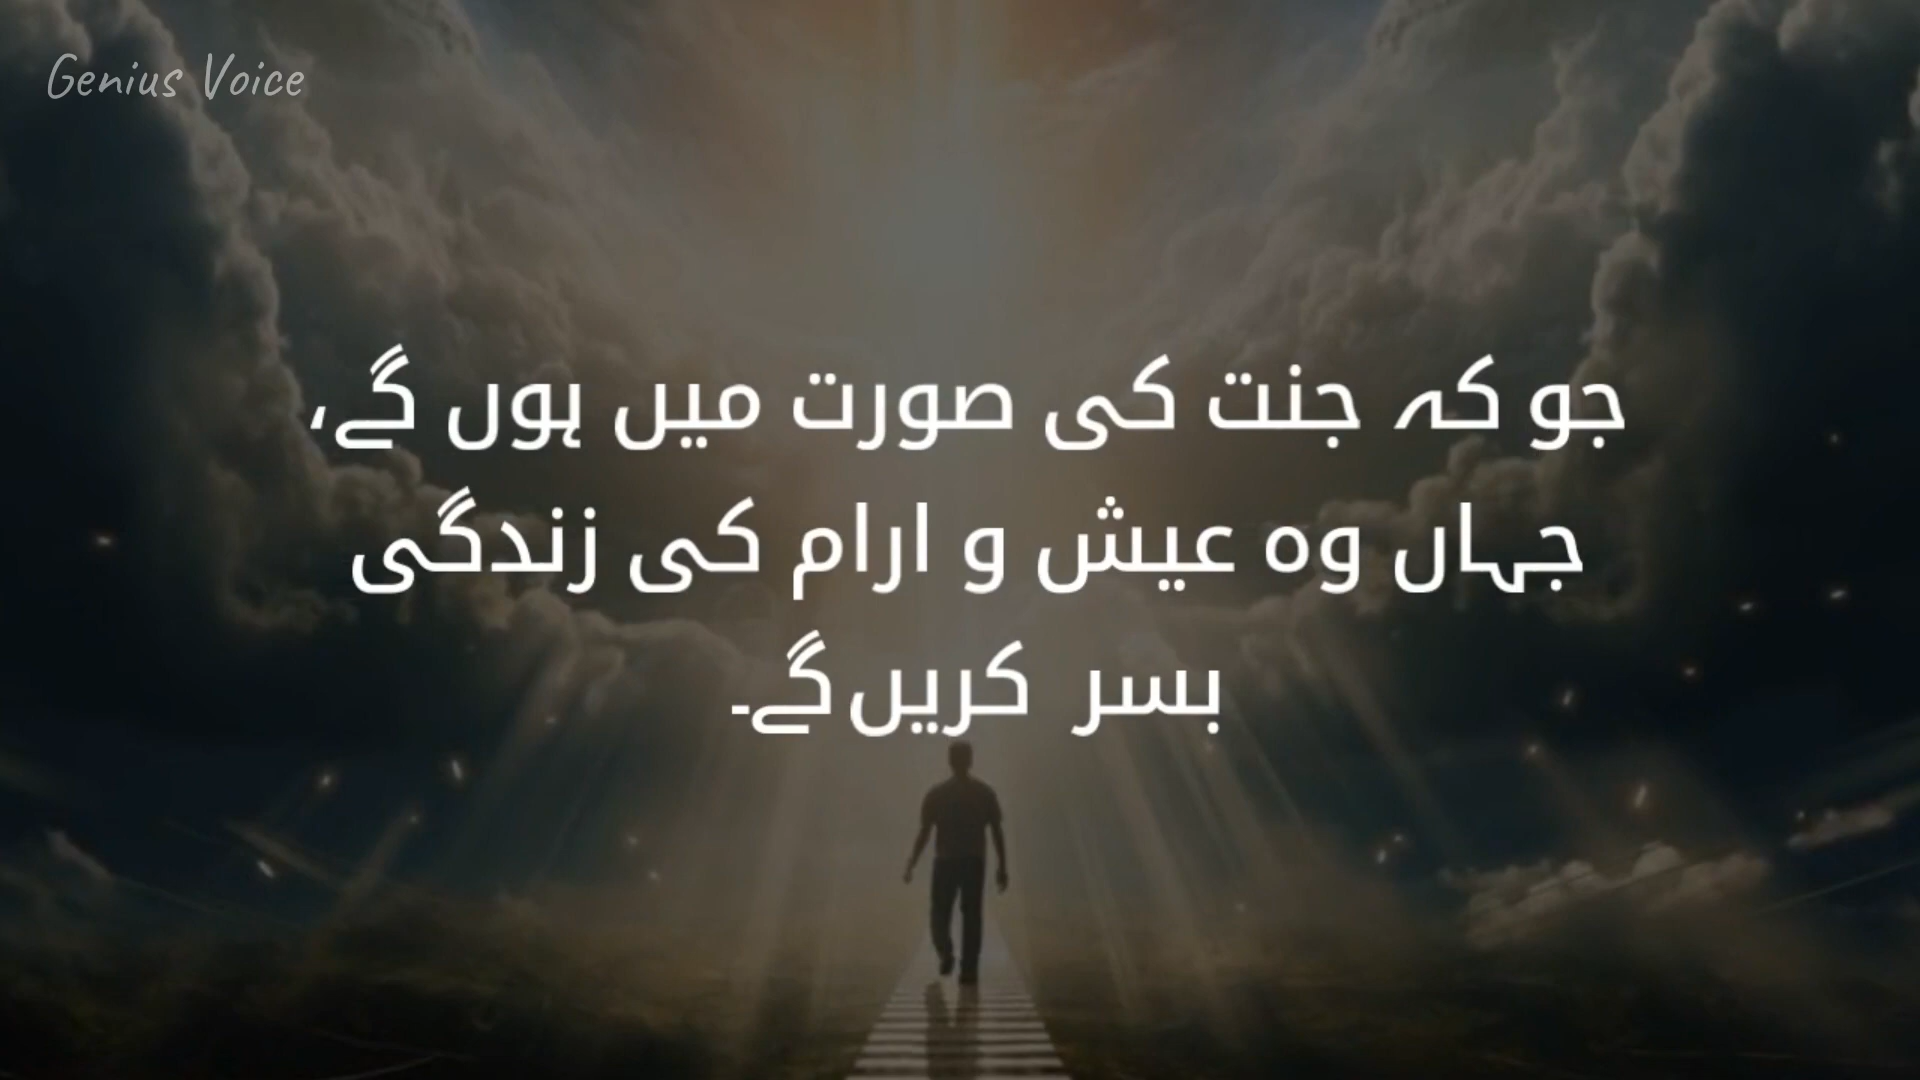 Genius Voice
جو کہ جنت کی صورت میں ہوں گے،
جہاں وہ عیش و ارام کی زندگی
بسر کریں گے۔